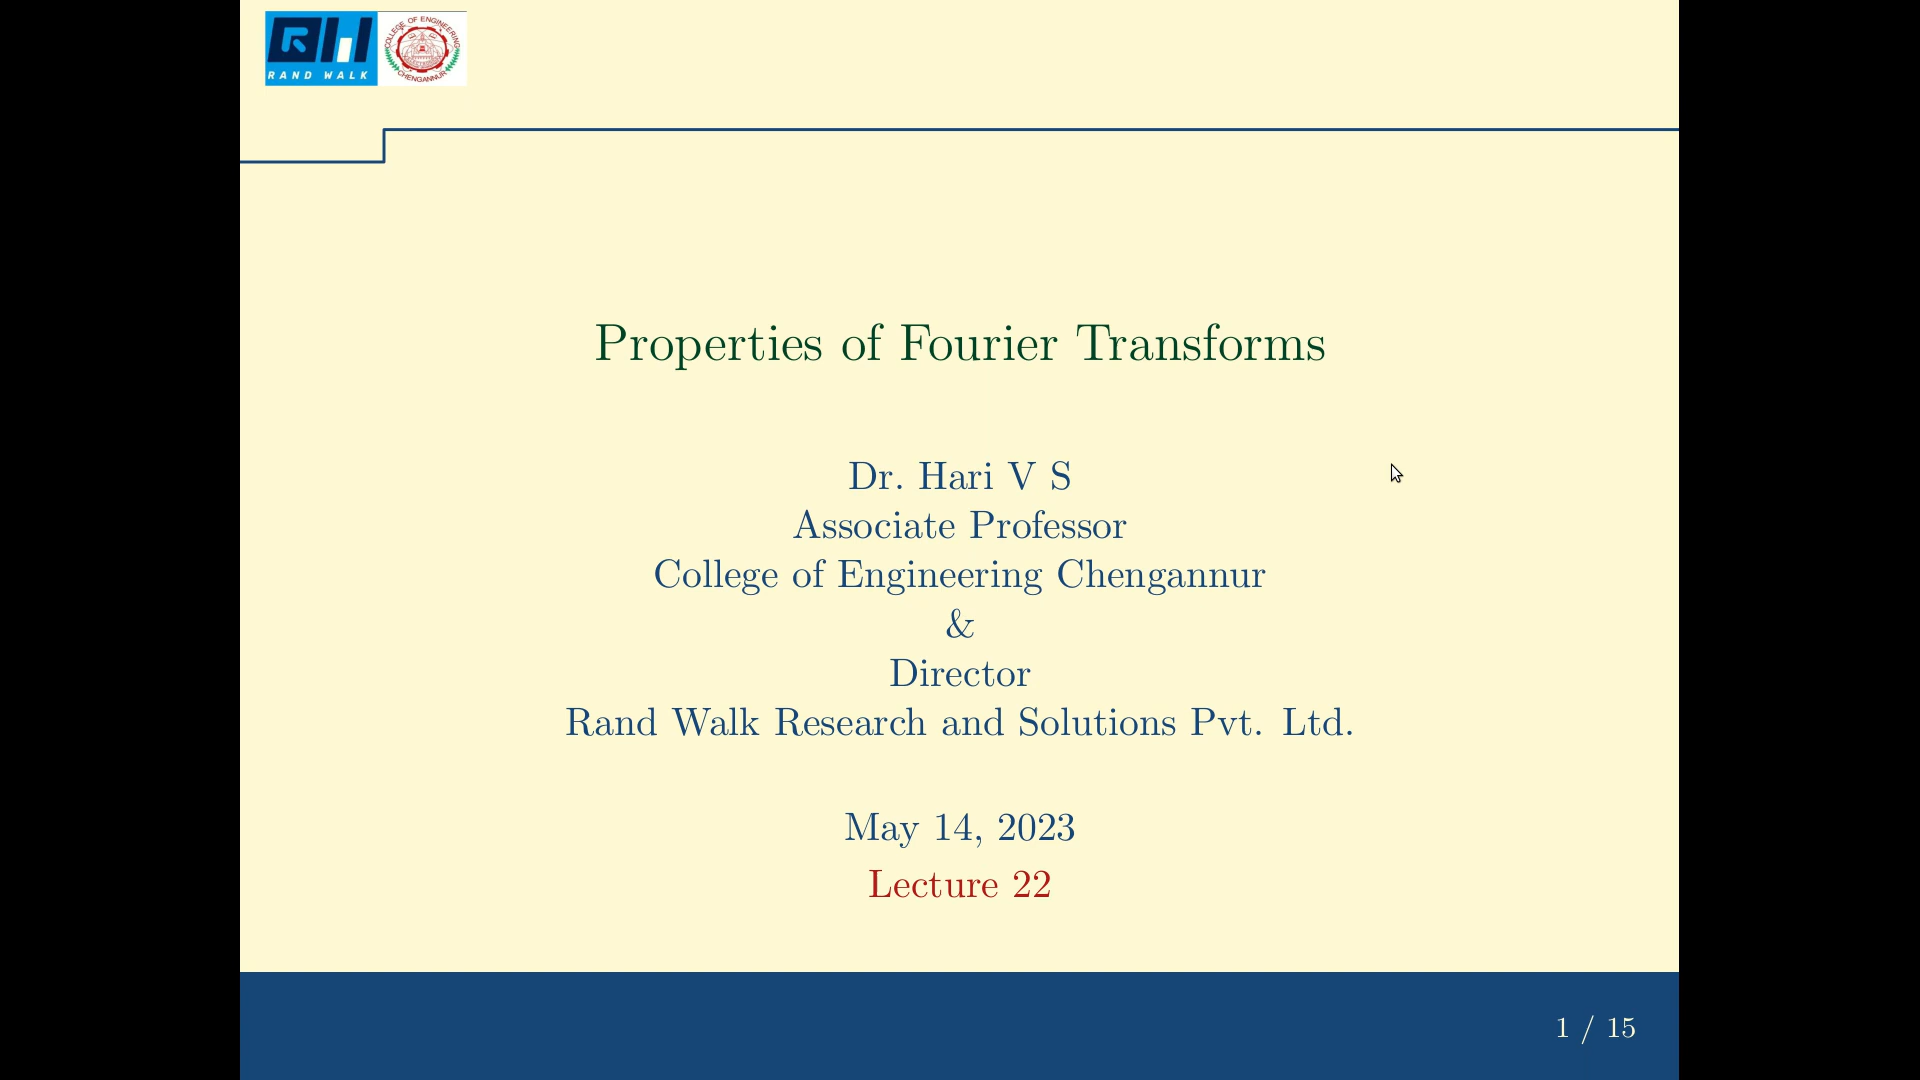 RAND WALK
COLLEGE OF ENGINEERING
CHENGANNUR
Properties of Fourier Transforms
Dr. Hari V S
Associate Professor
College of Engineering Chengannur
&
Director
Rand Walk Research and Solutions Pvt. Ltd.
May 14, 2023
Lecture 22
1 / 15